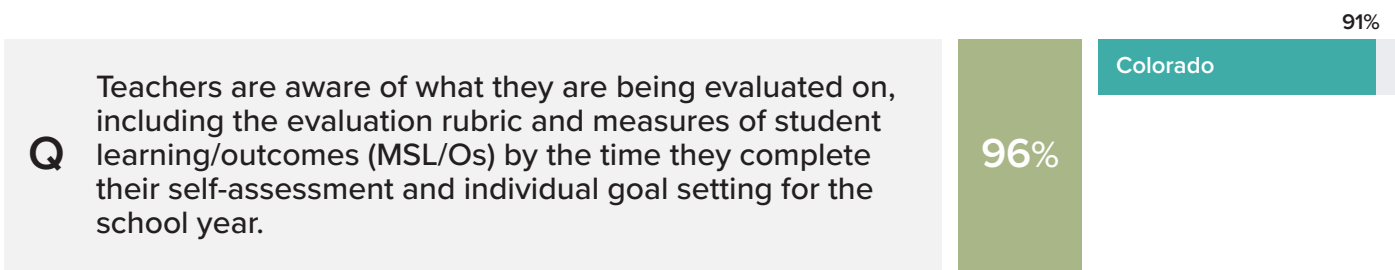 91%
Colorado
Q
Teachers are aware of what they are being evaluated on,
including the evaluation rubric and measures of student
learning/outcomes (MSL/Os) by the time they complete
their self-assessment and individual goal setting for the
school year.
96%